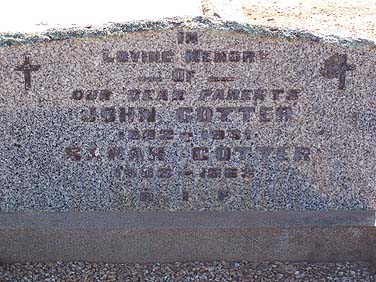 IN
LOVING MEMORY
OF
OUR DEAR PARENTS
JOHN COTTER
SARAH COTTER
R I P